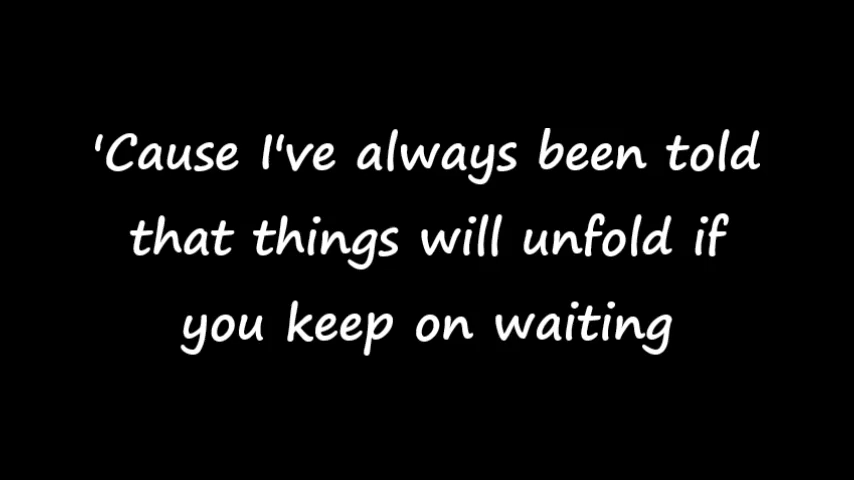 'Cause I've always been told
that things will unfold if
you keep on waiting